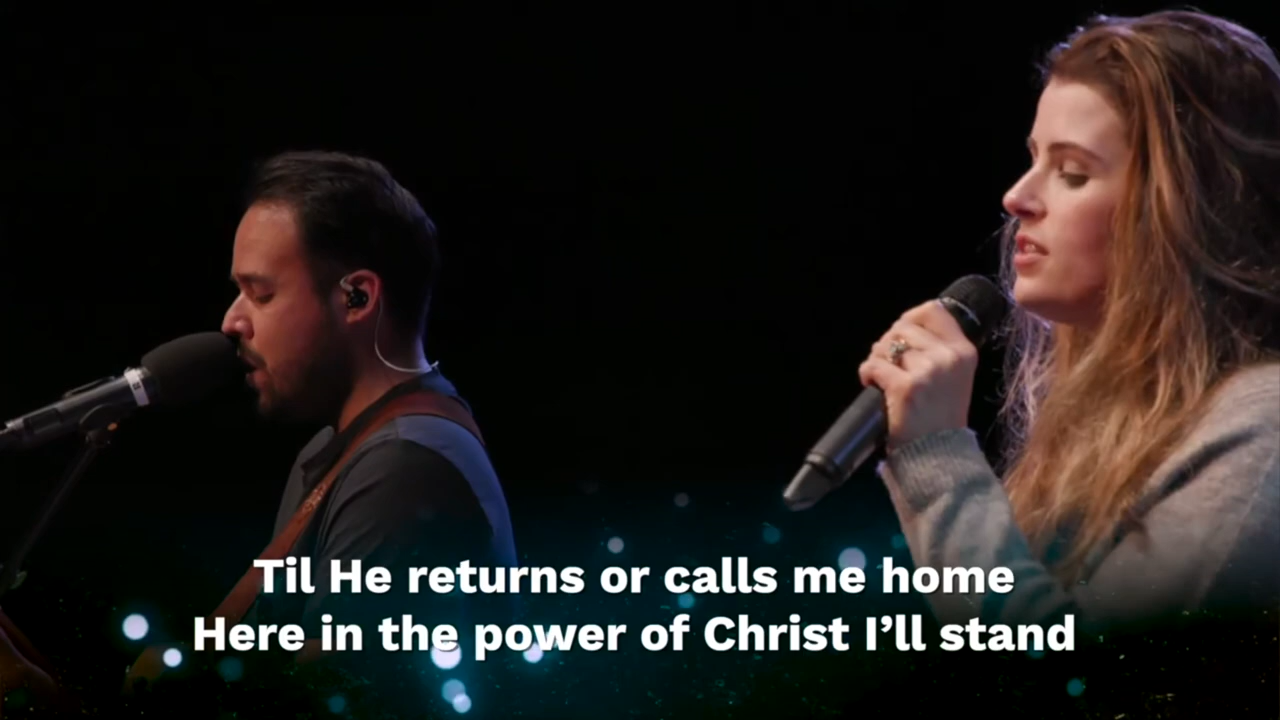 Til He returns or calls me home
Here in the power of Christ I’ll stand